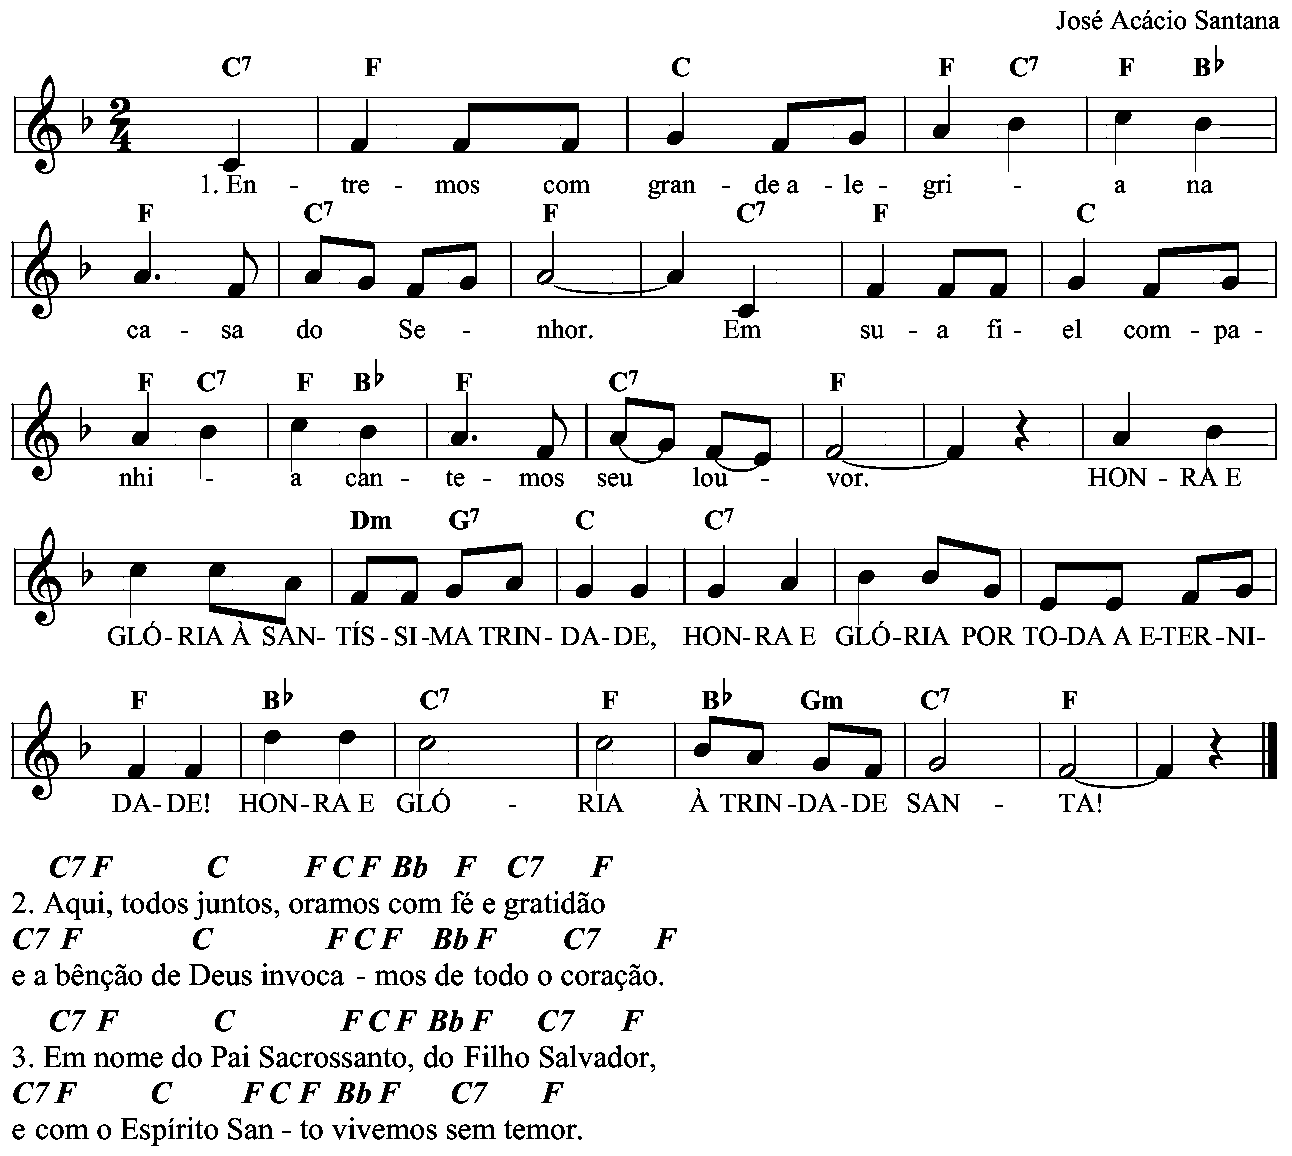 José Acácio Santana
C7 F C F C7 F B♭
2/4
1. En - tre - mos com gran - de a - le - gri - a na
F C7 F C7 F C
ca - sa do Se - nhor. Em su - a fi - el com - pa -
F C7 F B♭ F C7 F
nhi - a can - te - mos seu lou - vor. HON - RA E
Dm G7 C C7
GLÓ - RIA À SAN - TÍS - SI - MA TRIN - DA - DE, HON - RA E GLÓ - RIA POR TO - DA A E - TER - NI -
F B♭ C7 F B♭ Gm C7 F
DA - DE! HON - RA E GLÓ - RIA À TRIN - DA - DE SAN - TA!
C7 F C F C F Bb F C7 F
2. Aqui, todos juntos, oramos com fé e gratidão
C7 F C F C F Bb F C7 F
e a bênção de Deus invoca - mos de todo o coração.
C7 F C F C F Bb F C7 F
3. Em nome do Pai Sacrossanto, do Filho Salvador,
C7 F C F C F Bb F C7 F
e com o Espírito San - to vivemos sem temor.